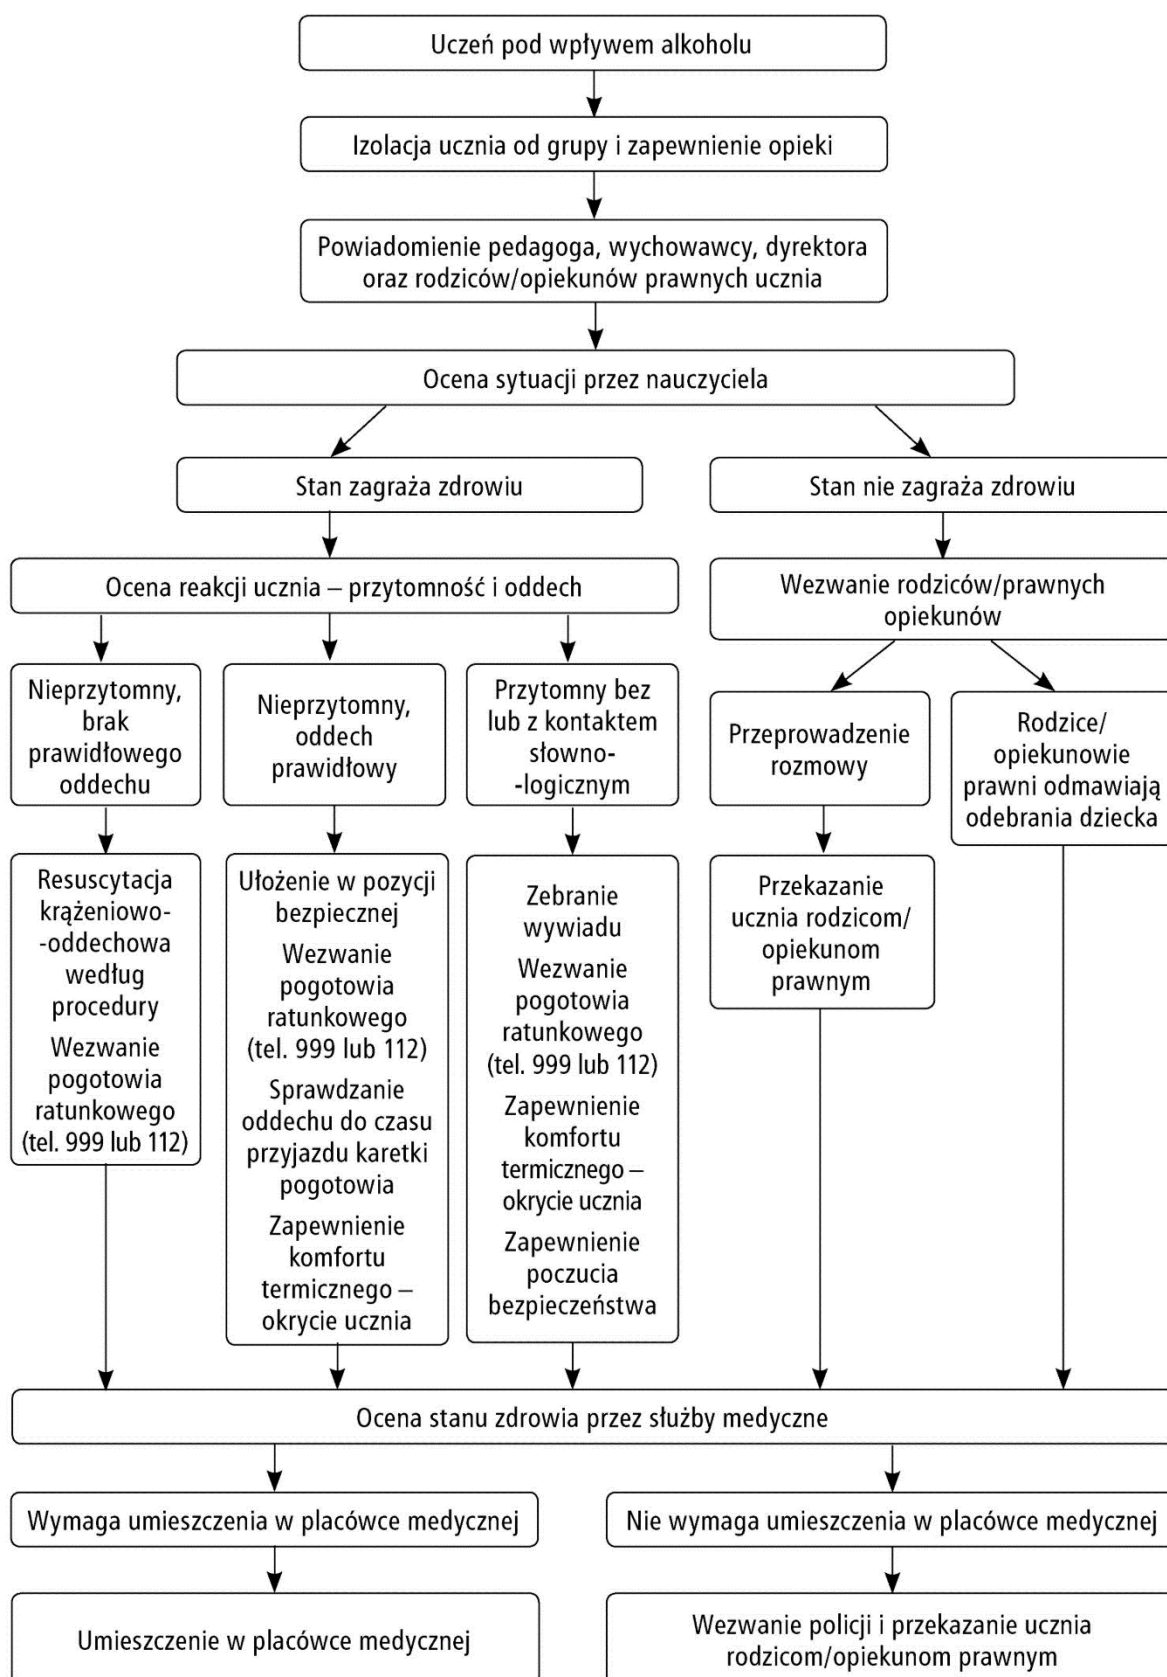 Uczeń pod wpływem alkoholu
Izolacja ucznia od grupy i zapewnienie opieki
Powiadomienie pedagoga, wychowawcy, dyrektora
oraz rodziców/opiekunów prawnych ucznia
Ocena sytuacji przez nauczyciela
Stan zagraża zdrowiu
Stan nie zagraża zdrowiu
Ocena reakcji ucznia – przytomność i oddech
Wezwanie rodziców/prawnych
opiekunów
Nieprzytomny,
brak
prawidłowego
oddechu
Nieprzytomny,
oddech
prawidłowy
Przytomny bez
lub z kontaktem
słowno-
-logicznym
Przeprowadzenie
rozmowy
Rodzice/
opiekunowie
prawni odmawiają
odebrania dziecka
Resuscytacja
krążeniowo-
-oddechowa
według
procedury
Wezwanie
pogotowia
ratunkowego
(tel. 999 lub 112)
Ułożenie w pozycji
bezpiecznej
Wezwanie
pogotowia
ratunkowego
(tel. 999 lub 112)
Sprawdzanie
oddechu do czasu
przyjazdu karetki
pogotowia
Zapewnienie
komfortu
termicznego –
okrycie ucznia
Zebranie
wywiadu
Wezwanie
pogotowia
ratunkowego
(tel. 999 lub 112)
Zapewnienie
komfortu
termicznego –
okrycie ucznia
Zapewnienie
poczucia
bezpieczeństwa
Przekazanie
ucznia rodzicom/
opiekunom
prawnym
Ocena stanu zdrowia przez służby medyczne
Wymaga umieszczenia w placówce medycznej
Nie wymaga umieszczenia w placówce medycznej
Umieszczenie w placówce medycznej
Wezwanie policji i przekazanie ucznia
rodzicom/opiekunom prawnym